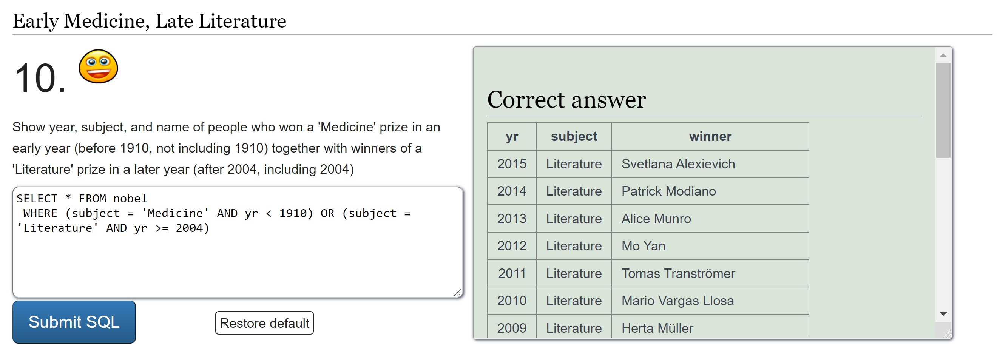 Early Medicine, Late Literature
10.
Show year, subject, and name of people who won a 'Medicine' prize in an
early year (before 1910, not including 1910) together with winners of a
'Literature' prize in a later year (after 2004, including 2004)
SELECT * FROM nobel
WHERE (subject = 'Medicine' AND yr < 1910) OR (subject =
'Literature' AND yr >= 2004)
Submit SQL
Restore default
Correct answer
yr subject winner
2015 Literature Svetlana Alexievich
2014 Literature Patrick Modiano
2013 Literature Alice Munro
2012 Literature Mo Yan
2011 Literature Tomas Tranströmer
2010 Literature Mario Vargas Llosa
2009 Literature Herta Müller